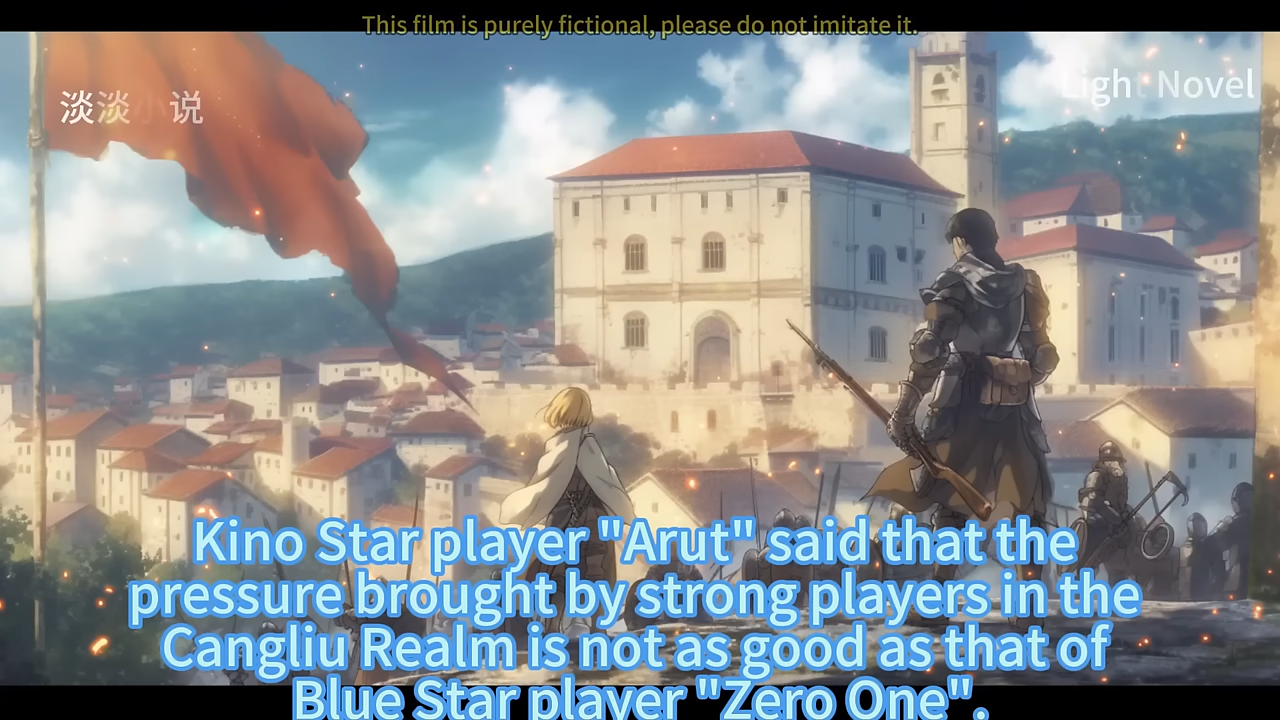 This film is purely fictional, please do not imitate it.
淡淡小说
Light Novel
Kino Star player "Arut" said that the
pressure brought by strong players in the
Cangliu Realm is not as good as that of
Blue Star player "Zero One".